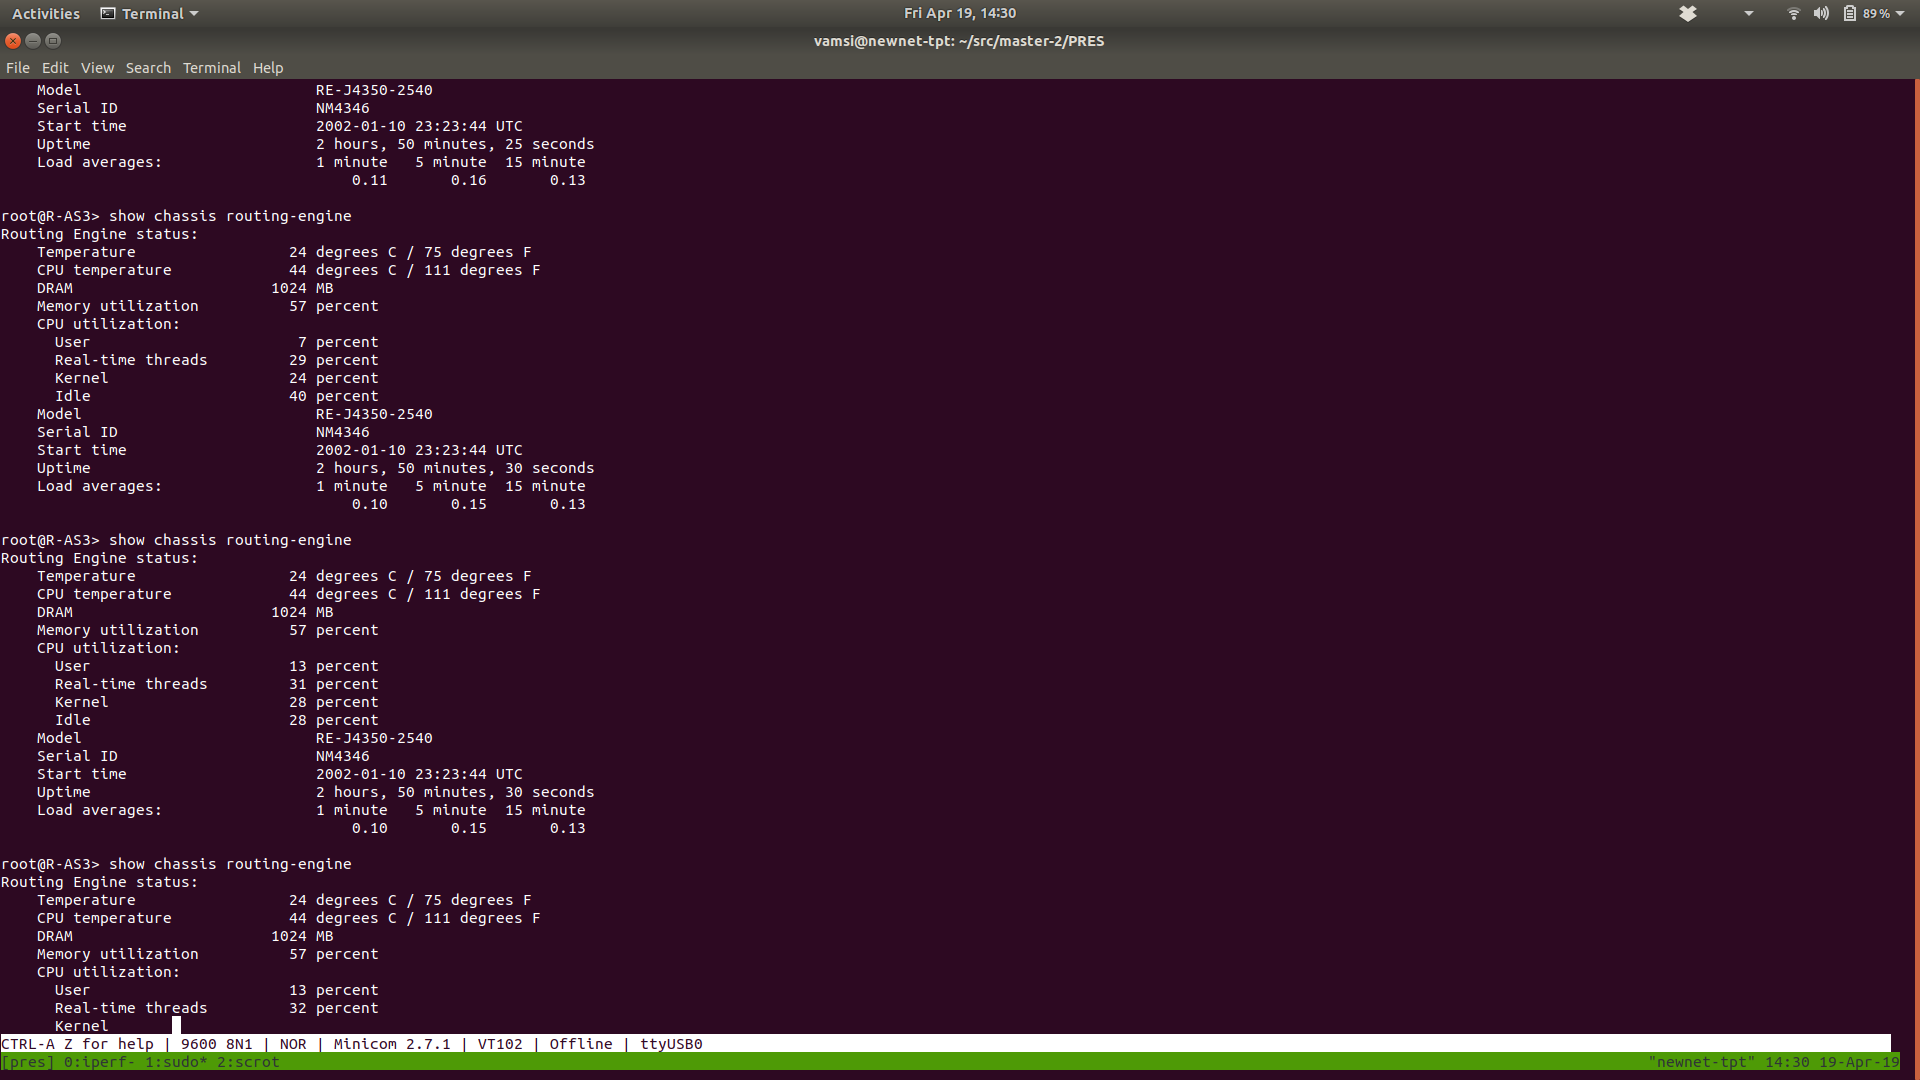 Activities Terminal Fri Apr 19, 14:30 89 %
vamsi@newnet-tpt: ~/src/master-2/PRES
File Edit View Search Terminal Help
    Model                          RE-J4350-2540
    Serial ID                      NM4346
    Start time                     2002-01-10 23:23:44 UTC
    Uptime                         2 hours, 50 minutes, 25 seconds
    Load averages:                 1 minute   5 minute  15 minute
                                       0.11       0.16       0.13
root@R-AS3> show chassis routing-engine
Routing Engine status:
    Temperature                 24 degrees C / 75 degrees F
    CPU temperature             44 degrees C / 111 degrees F
    DRAM                      1024 MB
    Memory utilization          57 percent
    CPU utilization:
      User                       7 percent
      Real-time threads         29 percent
      Kernel                    24 percent
      Idle                      40 percent
    Model                          RE-J4350-2540
    Serial ID                      NM4346
    Start time                     2002-01-10 23:23:44 UTC
    Uptime                         2 hours, 50 minutes, 30 seconds
    Load averages:                 1 minute   5 minute  15 minute
                                       0.10       0.15       0.13
root@R-AS3> show chassis routing-engine
Routing Engine status:
    Temperature                 24 degrees C / 75 degrees F
    CPU temperature             44 degrees C / 111 degrees F
    DRAM                      1024 MB
    Memory utilization          57 percent
    CPU utilization:
      User                      13 percent
      Real-time threads         31 percent
      Kernel                    28 percent
      Idle                      28 percent
    Model                          RE-J4350-2540
    Serial ID                      NM4346
    Start time                     2002-01-10 23:23:44 UTC
    Uptime                         2 hours, 50 minutes, 30 seconds
    Load averages:                 1 minute   5 minute  15 minute
                                       0.10       0.15       0.13
root@R-AS3> show chassis routing-engine
Routing Engine status:
    Temperature                 24 degrees C / 75 degrees F
    CPU temperature             44 degrees C / 111 degrees F
    DRAM                      1024 MB
    Memory utilization          57 percent
    CPU utilization:
      User                      13 percent
      Real-time threads         32 percent
      Kernel
CTRL-A Z for help | 9600 8N1 | NOR | Minicom 2.7.1 | VT102 | Offline | ttyUSB0
[pres] 0:iperf- 1:sudo* 2:scrot "newnet-tpt" 14:30 19-Apr-19